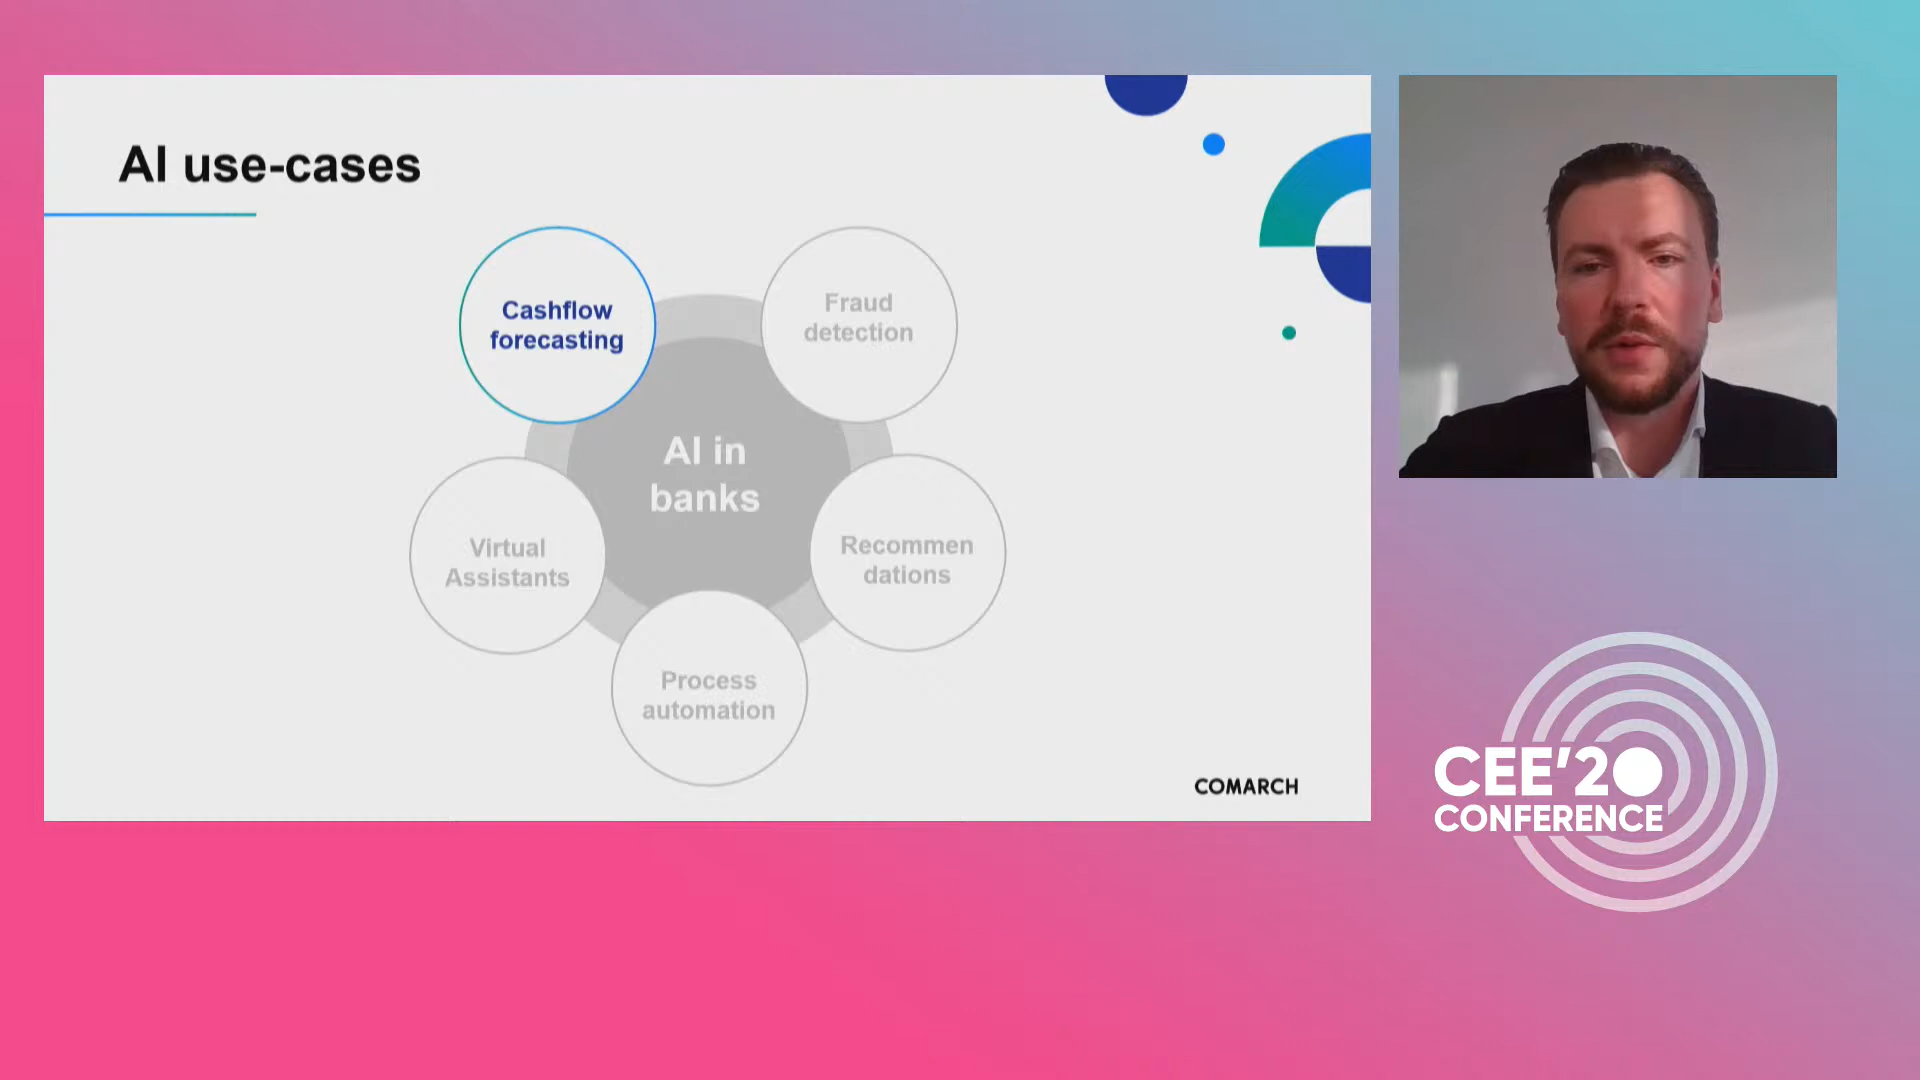 AI use-cases
Cashflow
forecasting
Fraud
detection
AI in
banks
Virtual
Assistants
Recommen
dations
Process
automation
COMARCH
CEE'20
CONFERENCE